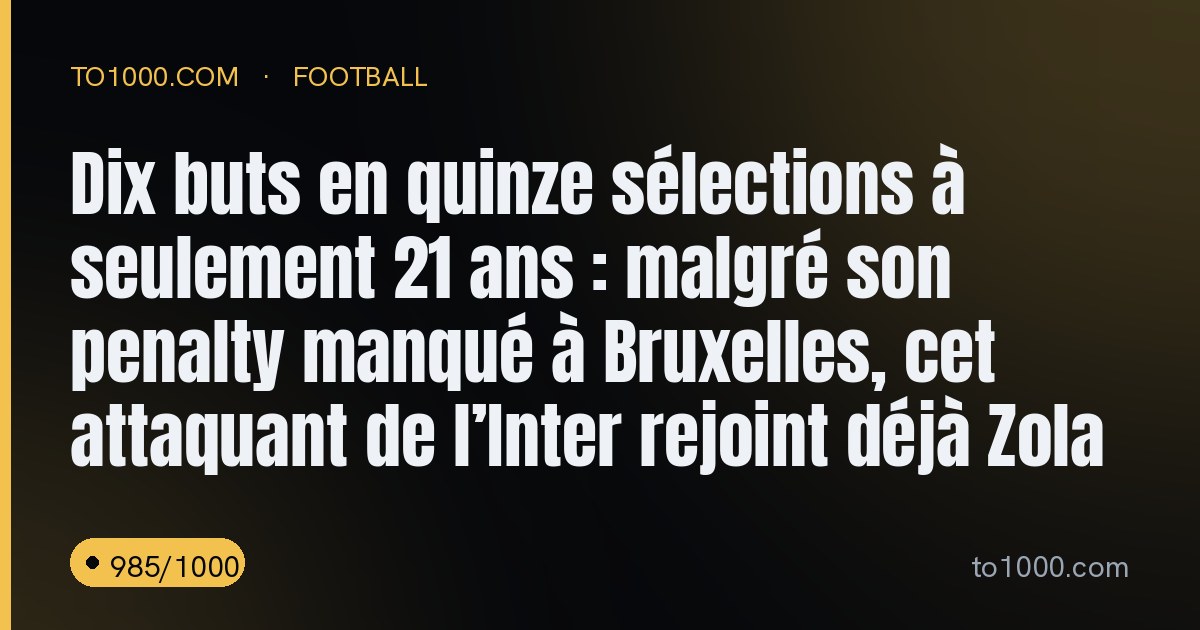 TO1000.COM · FOOTBALL
Dix buts en quinze sélections à
seulement 21 ans : malgré son
penalty manqué à Bruxelles, cet
attaquant de l’Inter rejoint déjà Zola
985/1000
to1000.com